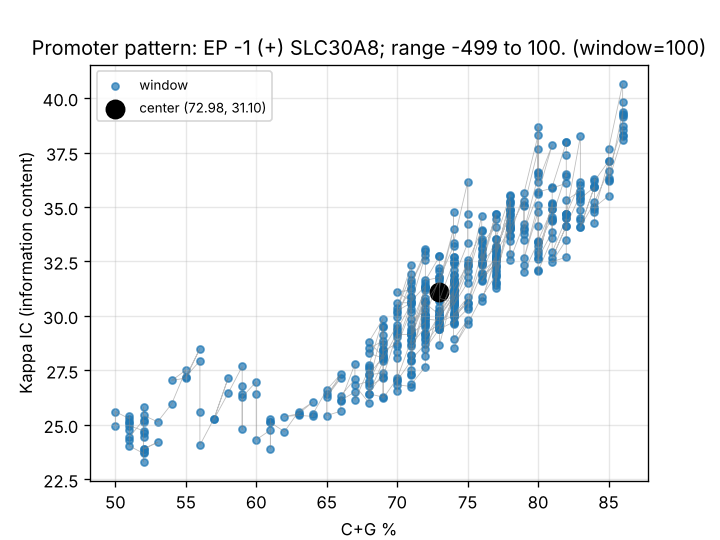 Promoter pattern: EP -1 (+) SLC30A8; range -499 to 100. (window=100)
window
center (72.98, 31.10)
Kappa IC (information content)
40.0
37.5
35.0
32.5
30.0
27.5
25.0
22.5
50 55 60 65 70 75 80 85
C+G %